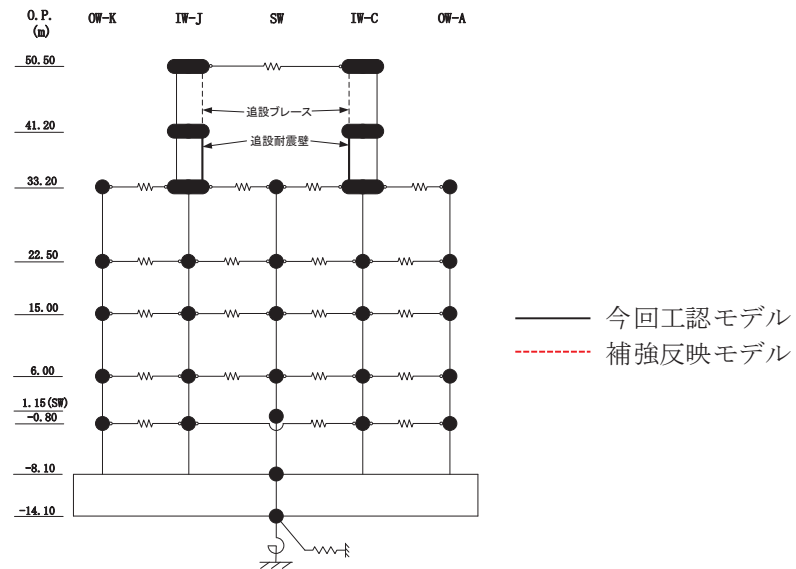 O.P.
(m)
OW-K
IW-J
SW
IW-C
OW-A
50.50
追設ブレース
41.20
追設耐震壁
33.20
22.50
15.00
今回工認モデル
補強反映モデル
6.00
1.15(SW)
-0.80
-8.10
-14.10